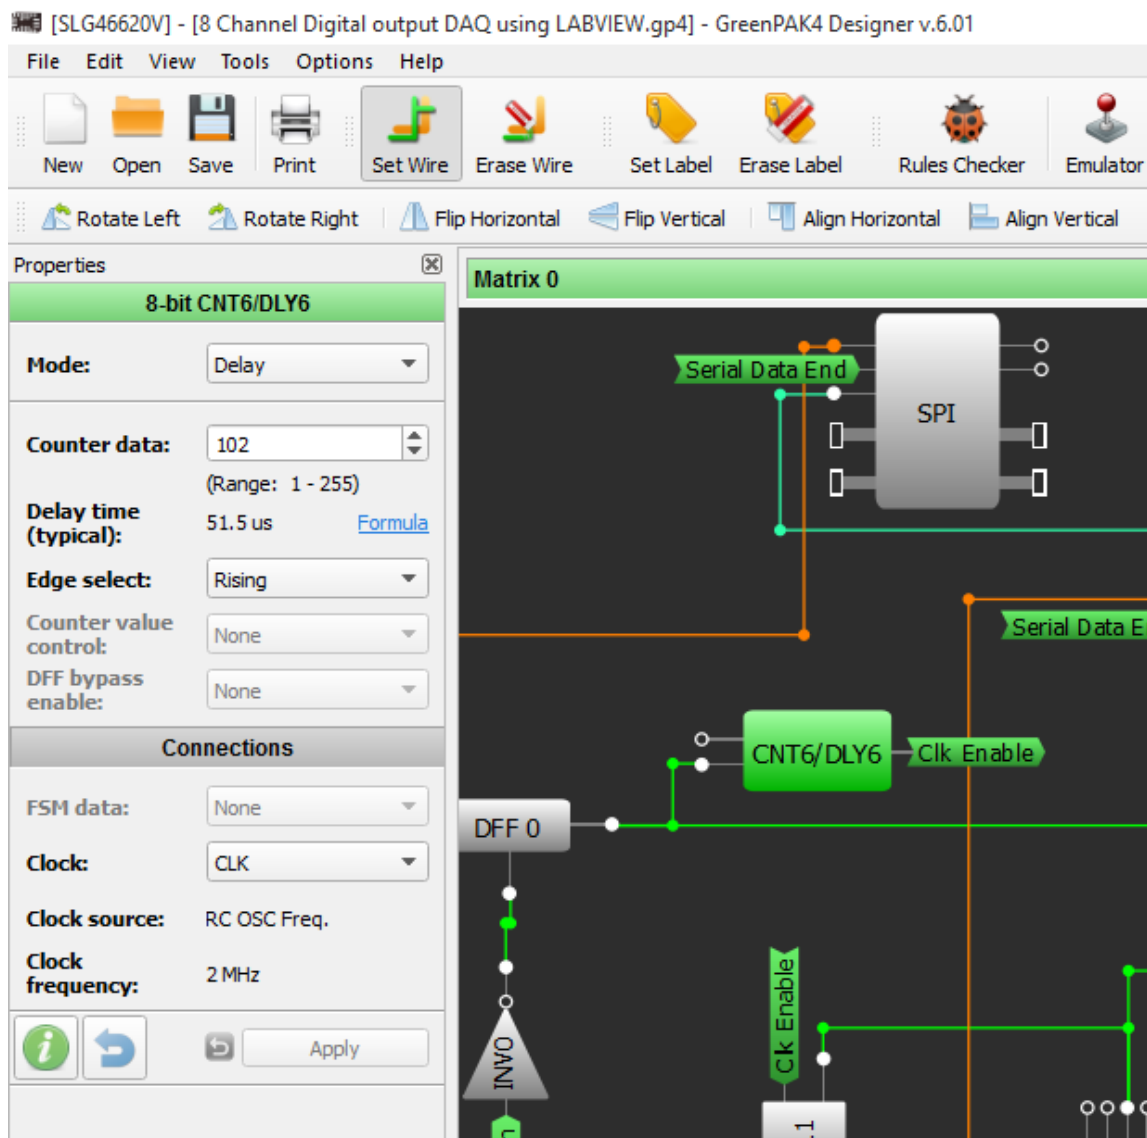 [SLG46620V] - [8 Channel Digital output DAQ using LABVIEW.gp4] - GreenPAK4 Designer v.6.01
File Edit View Tools Options Help
New Open Save Print Set Wire Erase Wire Set Label Erase Label Rules Checker Emulator
Rotate Left Rotate Right Flip Horizontal Flip Vertical Align Horizontal Align Vertical
Properties
8-bit CNT6/DLY6
Mode: Delay
Counter data: 102
(Range: 1 - 255)
Delay time
(typical): 51.5 us Formula
Edge select: Rising
Counter value
control: None
DFF bypass
enable: None
Connections
FSM data: None
Clock: CLK
Clock source: RC OSC Freq.
Clock
frequency: 2 MHz
Apply
Matrix 0
Serial Data End
SPI
Serial Data E
CNT6/DLY6
Clk Enable
DFF 0
INV0
Clk Enable